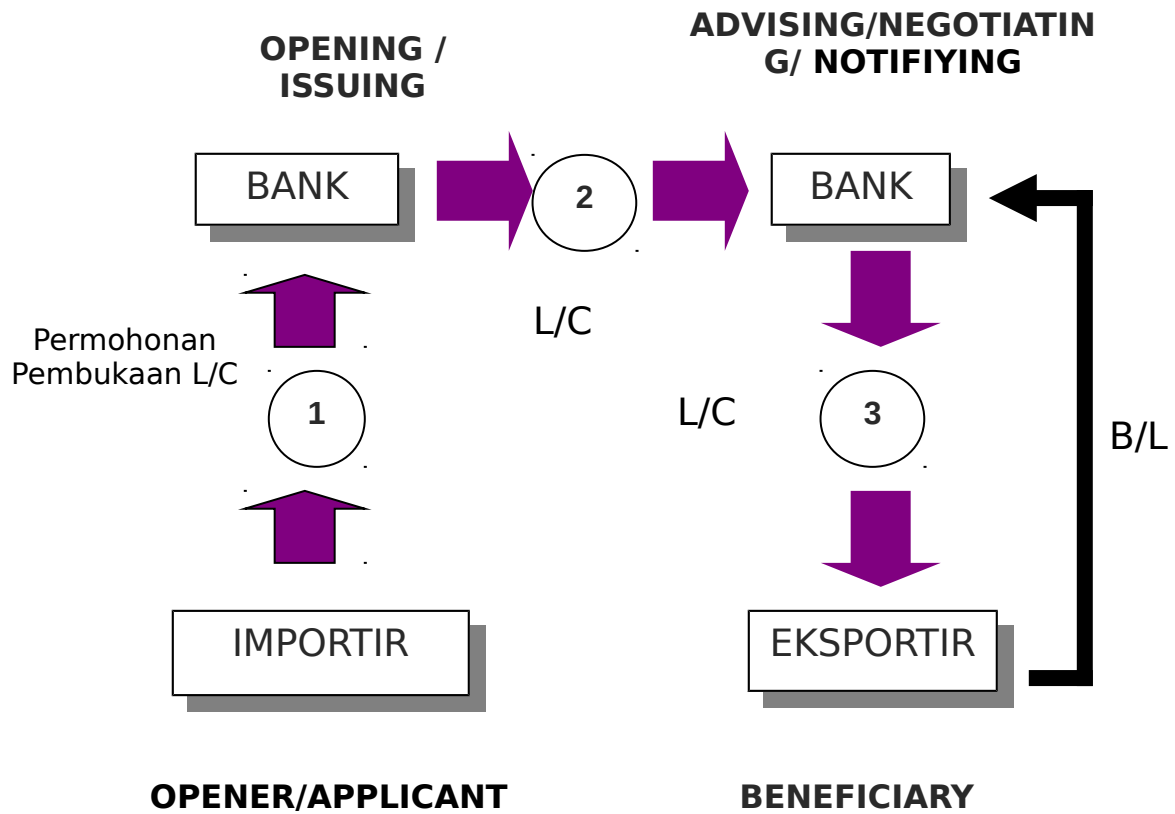 OPENING /
ISSUING
ADVISING/NEGOTIATIN
G/ NOTIFIYING
BANK
2
BANK
L/C
Permohonan
Pembukaan L/C
1
L/C
3
B/L
IMPORTIR
EKSPORTIR
OPENER/APPLICANT
BENEFICIARY